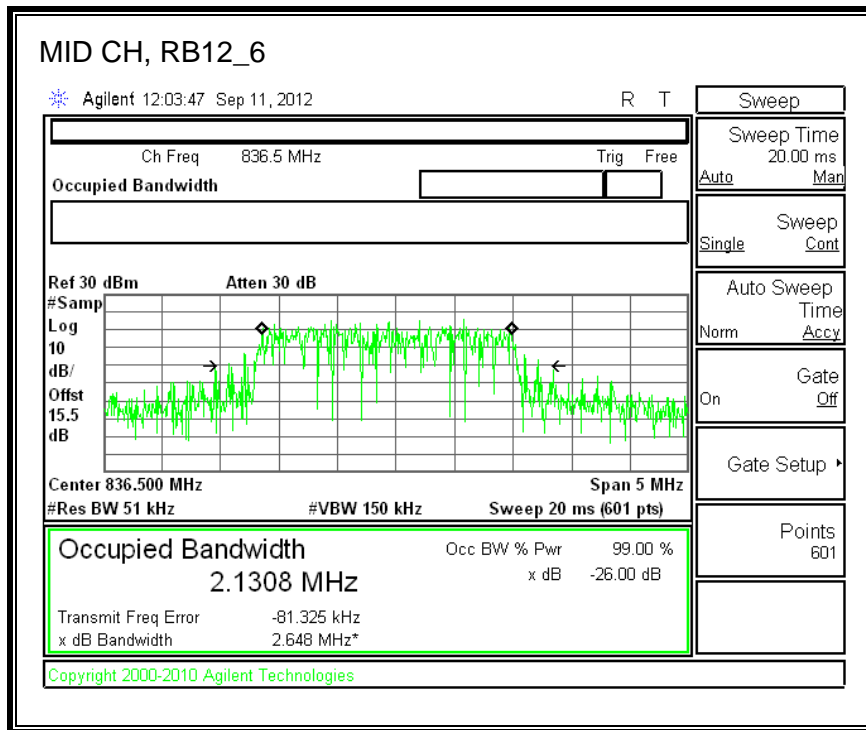 MID CH, RB12_6
Agilent 12:03:47 Sep 11, 2012 R T
Ch Freq 836.5 MHz Trig Free
Occupied Bandwidth
Ref 30 dBm Atten 30 dB
#Samp
Log
10
dB/
Offst
15.5
dB
Center 836.500 MHz Span 5 MHz
#Res BW 51 kHz #VBW 150 kHz Sweep 20 ms (601 pts)
Occupied Bandwidth Occ BW % Pwr 99.00 %
2.1308 MHz x dB -26.00 dB
Transmit Freq Error -81.325 kHz
x dB Bandwidth 2.648 MHz*
Copyright 2000-2010 Agilent Technologies
Sweep
Sweep Time
20.00 ms
Auto Man
Sweep
Single Cont
Auto Sweep
Time
Norm Accy
Gate
On Off
Gate Setup
Points
601